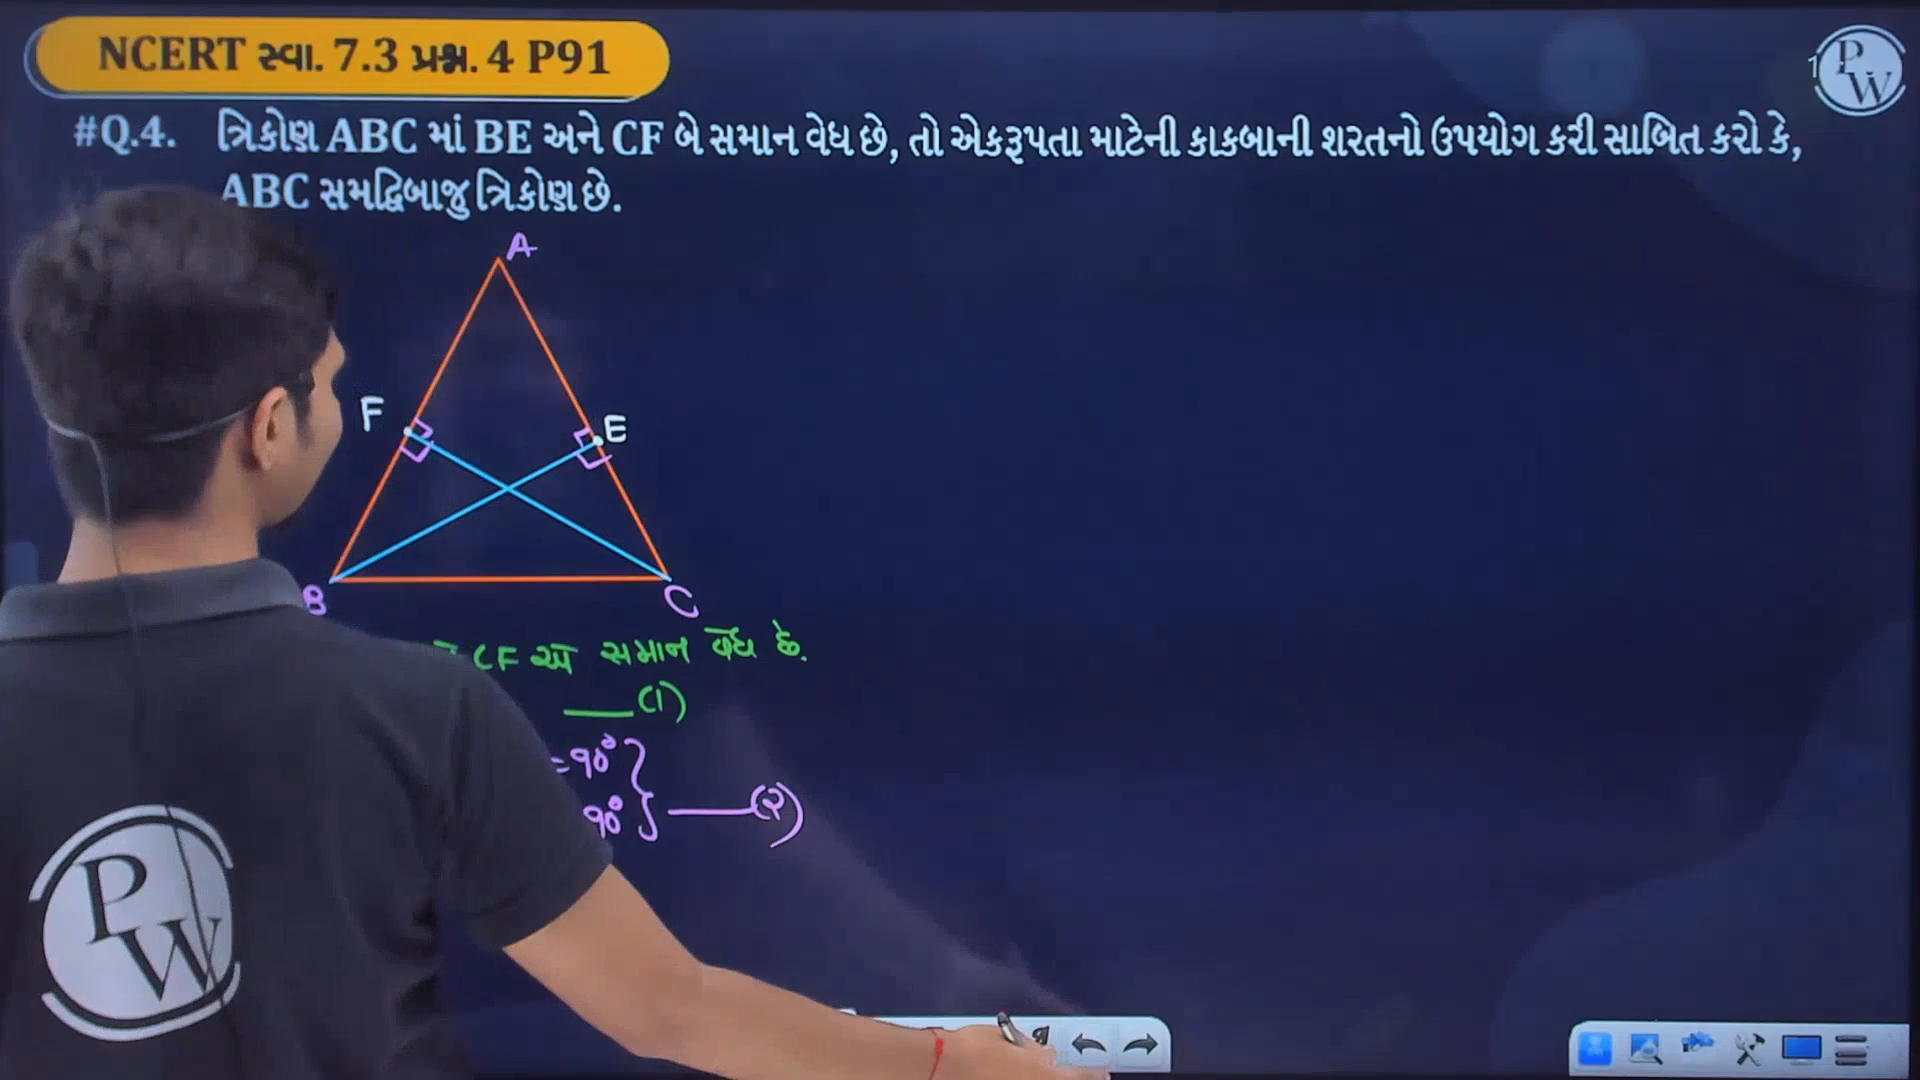 NCERT સ્વા. 7.3 પ્રશ્ન. 4 P91
#Q.4. ત્રિકોણ ABC માં BE અને CF બે સમાન વેધ છે, તો એકરૂપતા માટેની કાકબાની શરતનો ઉપયોગ કરી સાબિત કરો કે,
ABC સમદ્વિબાજુ ત્રિકોણ છે.
A
F
E
B
C
CF એ સમાન વેધ છે.
(1)
=90°
90°
(૨)
PW
PW